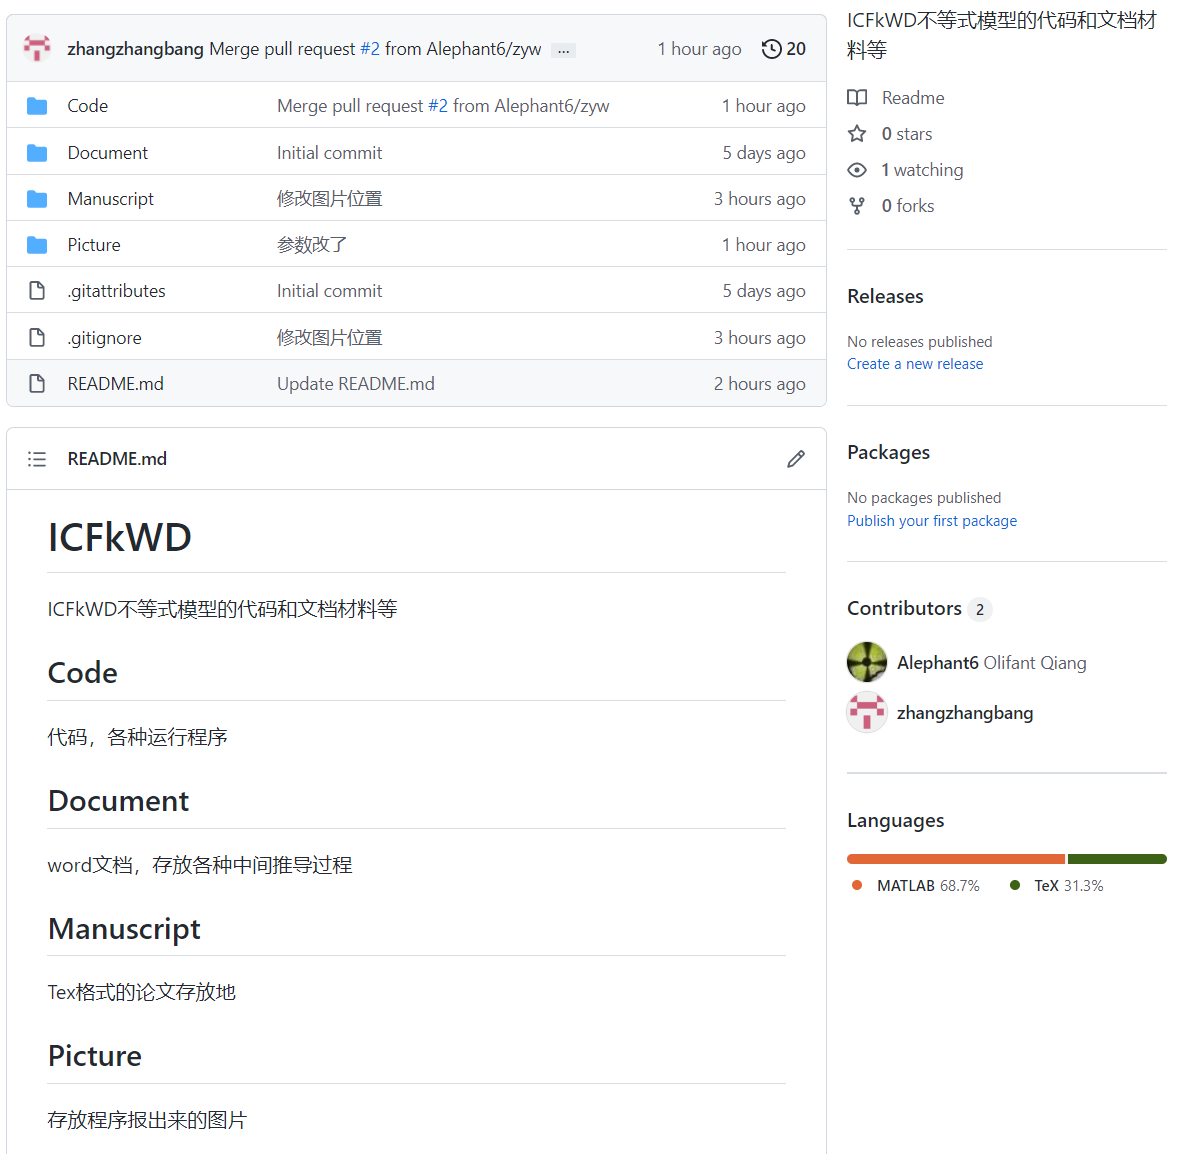 zhangzhangbang Merge pull request #2 from Alephant6/zyw ... 1 hour ago 20
Code Merge pull request #2 from Alephant6/zyw 1 hour ago
Document Initial commit 5 days ago
Manuscript 修改图片位置 3 hours ago
Picture 参数改了 1 hour ago
.gitattributes Initial commit 5 days ago
.gitignore 修改图片位置 3 hours ago
README.md Update README.md 2 hours ago
README.md
ICFkWD
ICFkWD不等式模型的代码和文档材料等
Code
代码，各种运行程序
Document
word文档，存放各种中间推导过程
Manuscript
Tex格式的论文存放地
Picture
存放程序报出来的图片
ICFkWD不等式模型的代码和文档材
料等
Readme
0 stars
1 watching
0 forks
Releases
No releases published
Create a new release
Packages
No packages published
Publish your first package
Contributors 2
Alephant6 Olifant Qiang
zhangzhangbang
Languages
MATLAB 68.7% TeX 31.3%